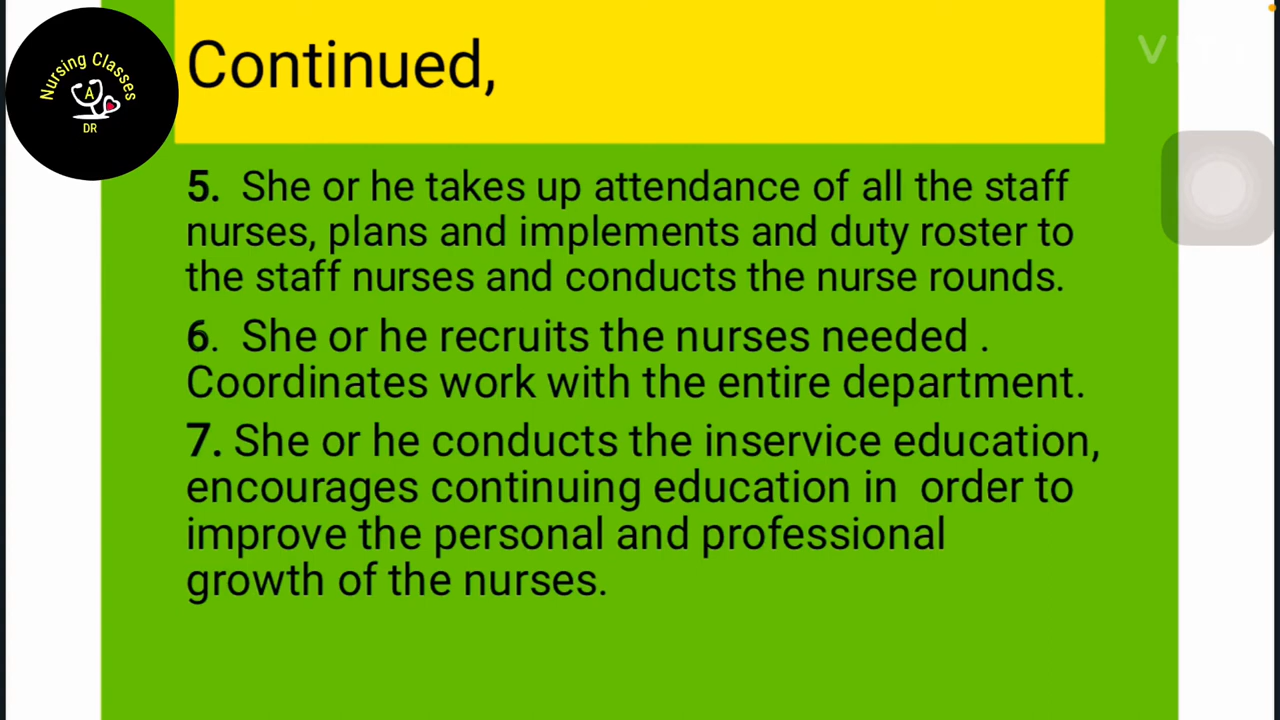 Nursing Classes
A
DR
Continued,
5. She or he takes up attendance of all the staff
nurses, plans and implements and duty roster to
the staff nurses and conducts the nurse rounds.
6. She or he recruits the nurses needed .
Coordinates work with the entire department.
7. She or he conducts the inservice education,
encourages continuing education in order to
improve the personal and professional
growth of the nurses.